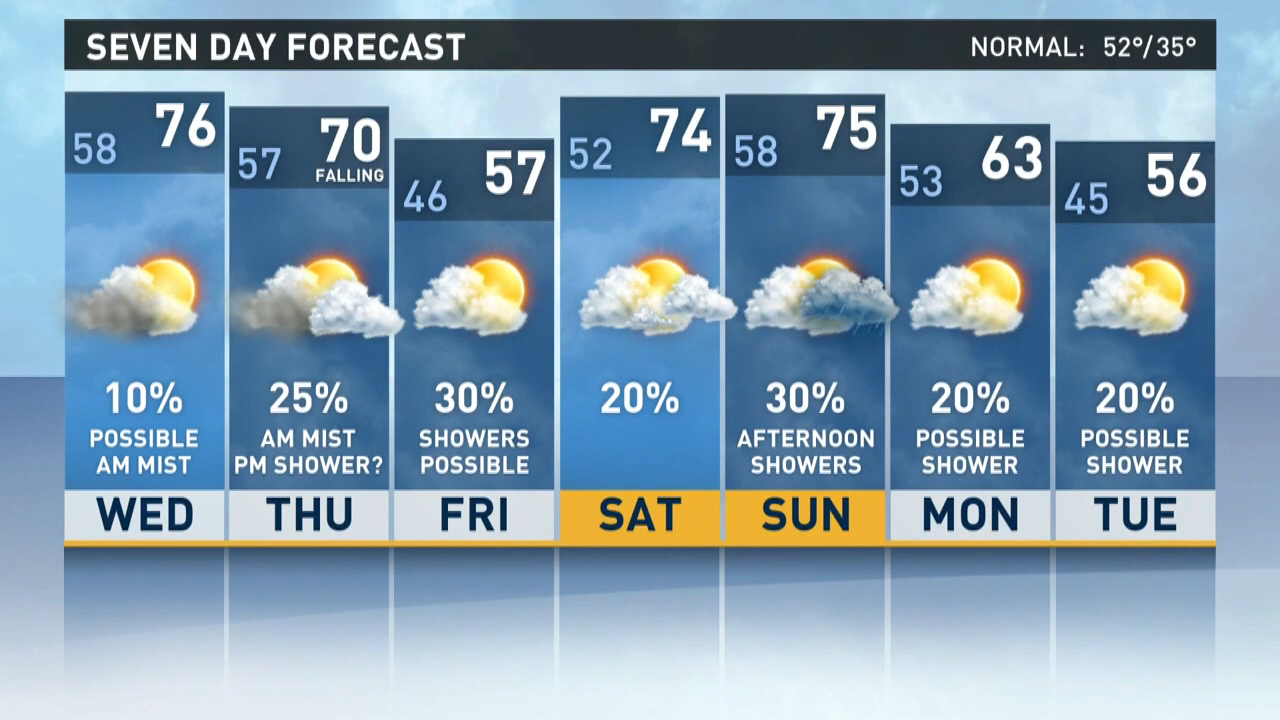 SEVEN DAY FORECAST
NORMAL: 52°/35°
58 76
57 70
FALLING
46 57
52 74
58 75
53 63
45 56
10%
POSSIBLE
AM MIST
25%
AM MIST
PM SHOWER?
30%
SHOWERS
POSSIBLE
20%
30%
AFTERNOON
SHOWERS
20%
POSSIBLE
SHOWER
20%
POSSIBLE
SHOWER
WED
THU
FRI
SAT
SUN
MON
TUE